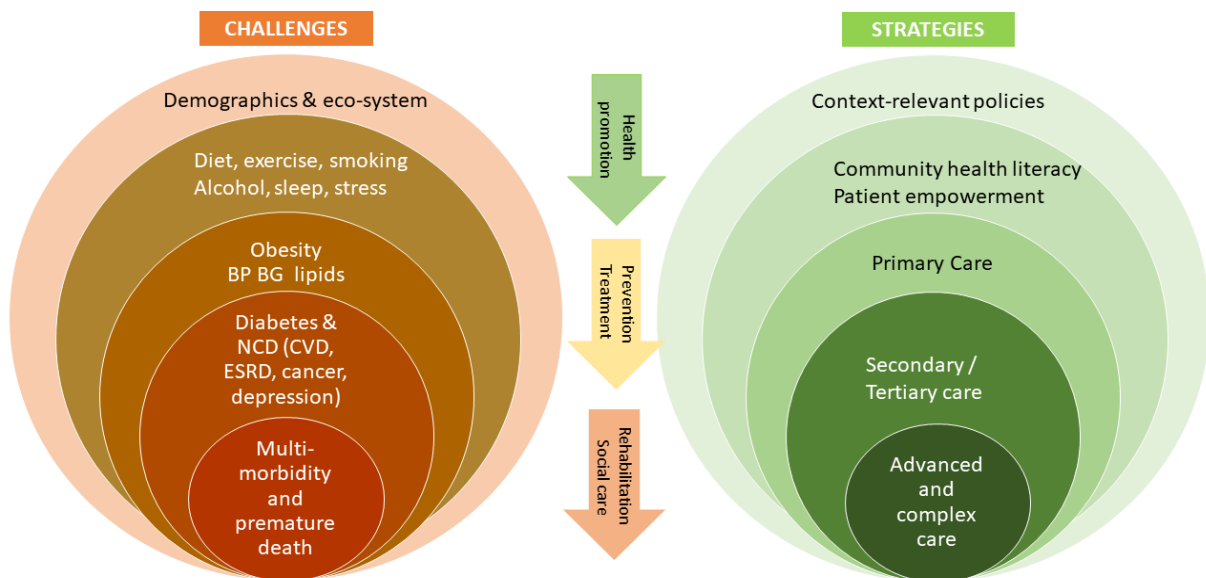 CHALLENGES
Demographics & eco-system
Diet, exercise, smoking
Alcohol, sleep, stress
Obesity
BP BG lipids
Diabetes &
NCD (CVD,
ESRD, cancer,
depression)
Multi-
morbidity
and
premature
death
Health
promotion
Prevention
Treatment
Rehabilitation
Social care
STRATEGIES
Context-relevant policies
Community health literacy
Patient empowerment
Primary Care
Secondary /
Tertiary care
Advanced
and
complex
care